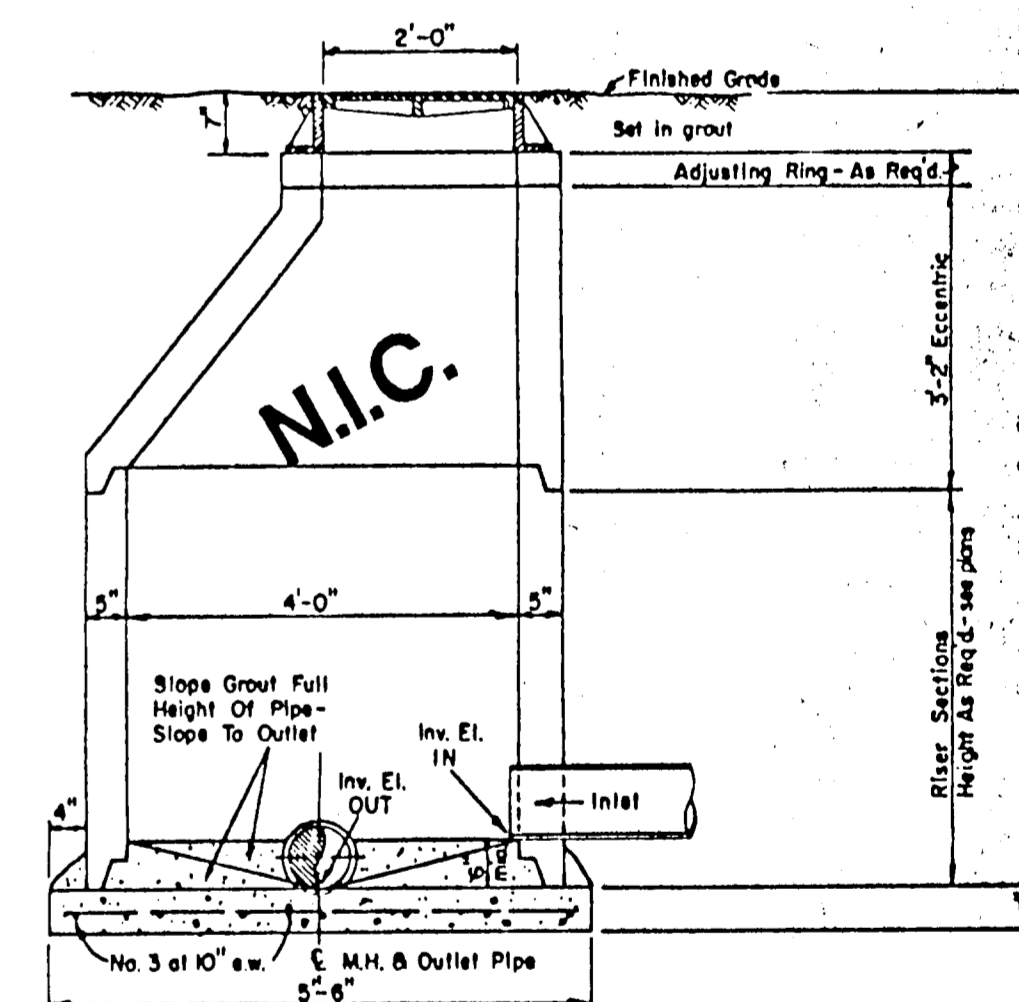 2'-0"
Finished Grade
7"
Set in grout
Adjusting Ring - As Req'd.
3'-2" Eccentric
N.I.C.
5"
4'-0"
5"
Riser Sections
Height As Req'd.- see plans
Slope Grout Full
Height Of Pipe-
Slope To Outlet
Inv. El.
IN
Inv. El.
OUT
Inlet
4"
No. 3 at 10" e.w.
℄ M.H. & Outlet Pipe
5'-6"